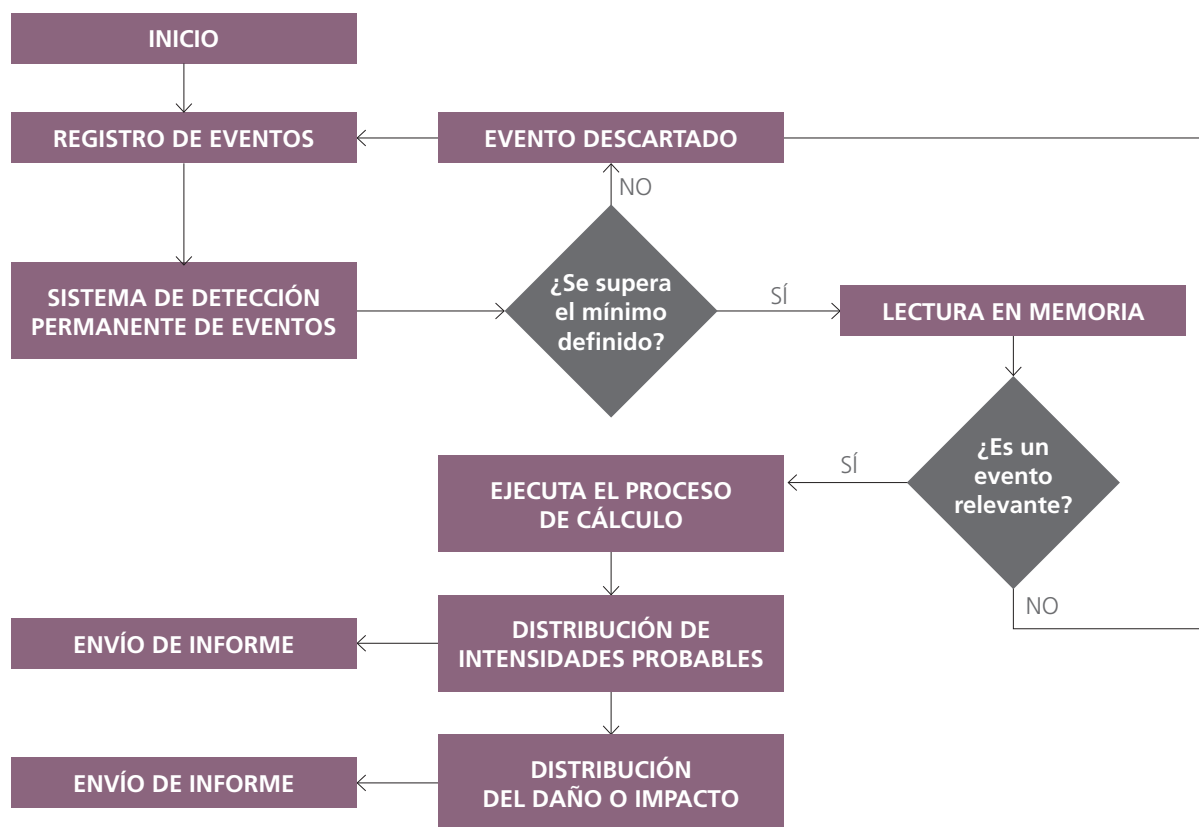 INICIO
REGISTRO DE EVENTOS
EVENTO DESCARTADO
NO
SISTEMA DE DETECCIÓN
PERMANENTE DE EVENTOS
¿Se supera
el mínimo
definido?
SÍ
LECTURA EN MEMORIA
¿Es un
evento
relevante?
SÍ
NO
EJECUTA EL PROCESO
DE CÁLCULO
DISTRIBUCIÓN DE
INTENSIDADES PROBABLES
ENVÍO DE INFORME
DISTRIBUCIÓN
DEL DAÑO O IMPACTO
ENVÍO DE INFORME